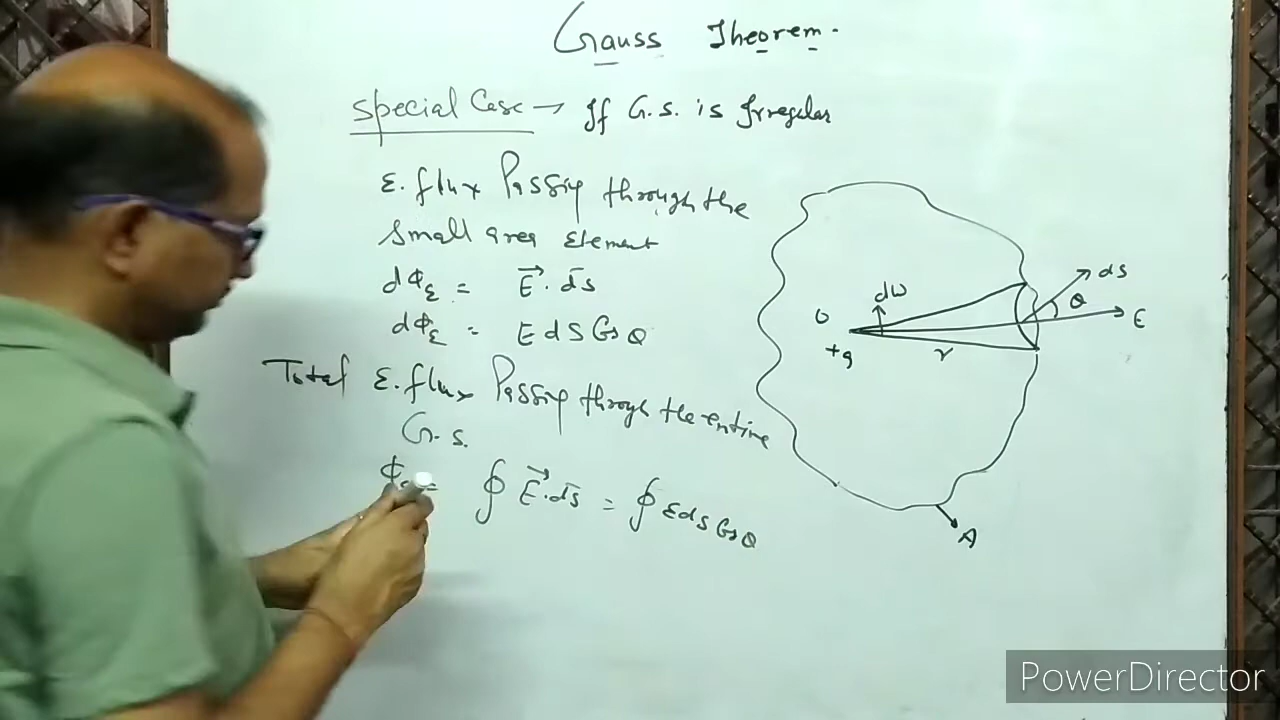 Gauss Theorem.
Special Case → If G.S. is Irregular
E. flux Passing through the
Small area Element
dΦE = E⃗. ds
dΦE = E dS Cos θ
Total E. flux Passing through the entire
G. S.
Φ = ∮ E⃗.ds = ∮ E ds Cos θ
dω
O
+q
r
ds
θ
E
A
PowerDirector